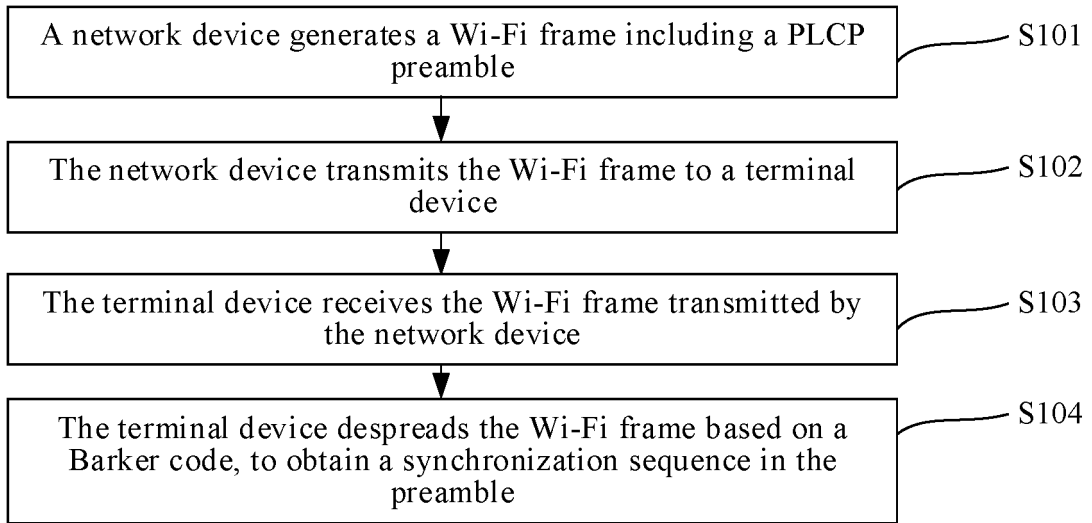 A network device generates a Wi-Fi frame including a PLCP
preamble
S101
The network device transmits the Wi-Fi frame to a terminal
device
S102
The terminal device receives the Wi-Fi frame transmitted by
the network device
S103
The terminal device despreads the Wi-Fi frame based on a
Barker code, to obtain a synchronization sequence in the
preamble
S104